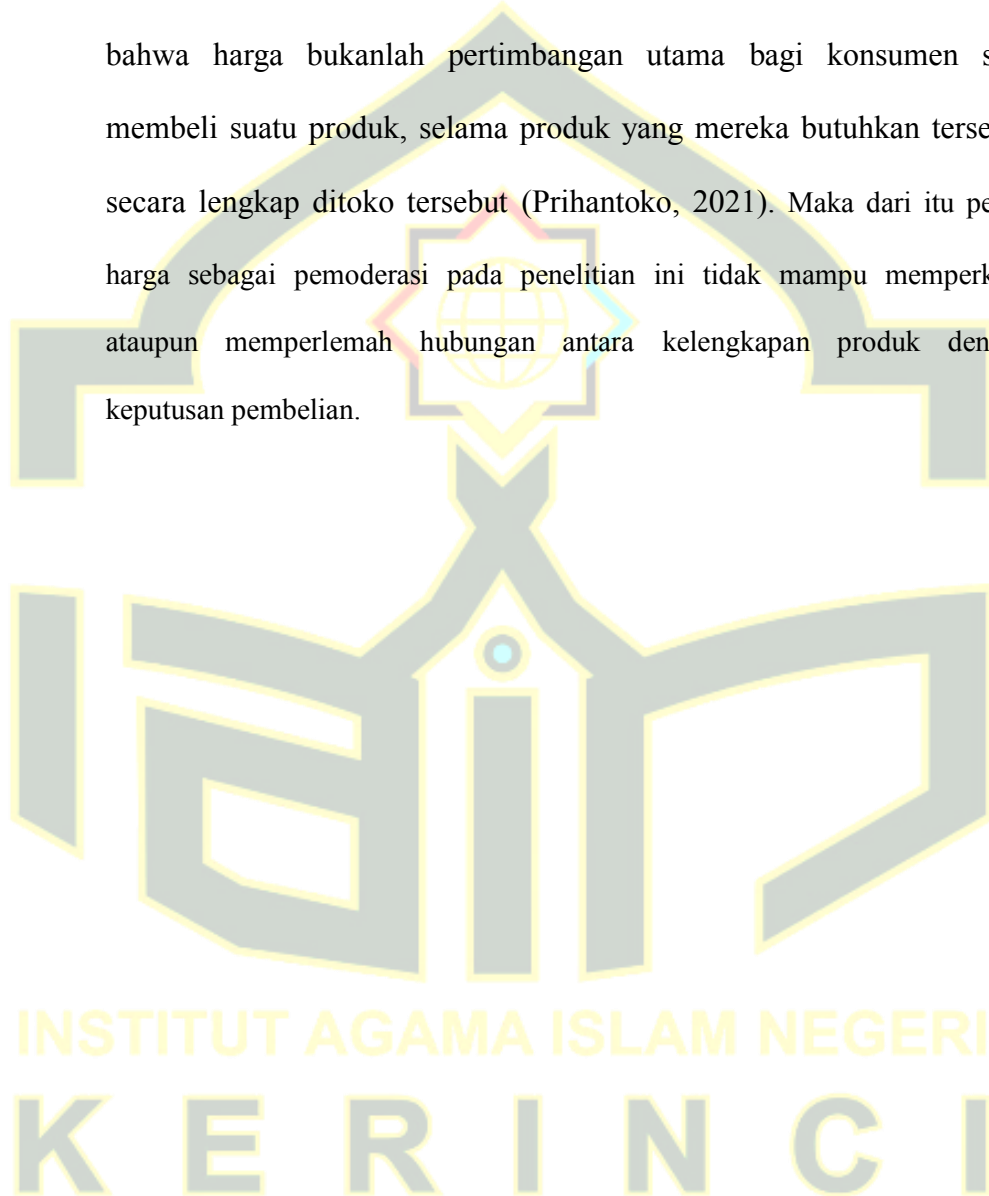 bahwa harga bukanlah pertimbangan utama bagi konsumen
membeli suatu produk, selama produk yang mereka butuhkan
secara lengkap ditoko tersebut (Prihantoko, 2021). Maka dari itu
harga sebagai pemoderasi pada penelitian ini tidak mampu
ataupun memperlemah hubungan antara kelengkapan produk
keputusan pembelian.
iain
INSTITUT AGAMA ISLAM NEGERI
KERINCI